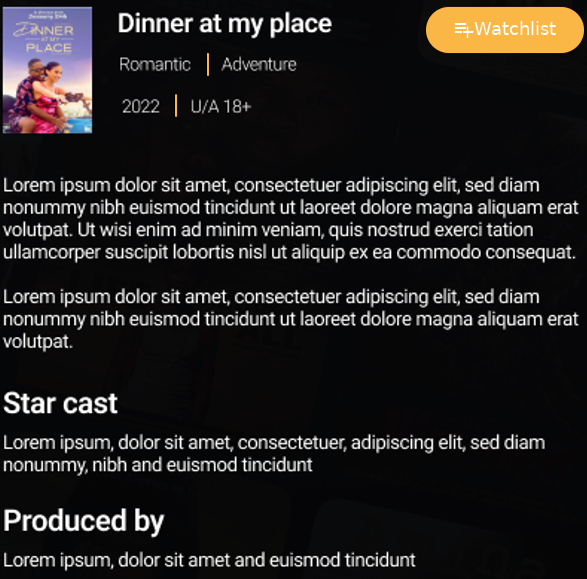 January 28th
DINNER
AT MY
PLACE
Dinner at my place
Watchlist
Romantic | Adventure
2022 | U/A 18+
Lorem ipsum dolor sit amet, consectetuer adipiscing elit, sed diam
nonummy nibh euismod tincidunt ut laoreet dolore magna aliquam erat
volutpat. Ut wisi enim ad minim veniam, quis nostrud exerci tation
ullamcorper suscipit lobortis nisl ut aliquip ex ea commodo consequat.
Lorem ipsum dolor sit amet, consectetuer adipiscing elit, sed diam
nonummy nibh euismod tincidunt ut laoreet dolore magna aliquam erat
volutpat.
Star cast
Lorem ipsum, dolor sit amet, consectetuer, adipiscing elit, sed diam
nonummy, nibh and euismod tincidunt
Produced by
Lorem ipsum, dolor sit amet and euismod tincidunt